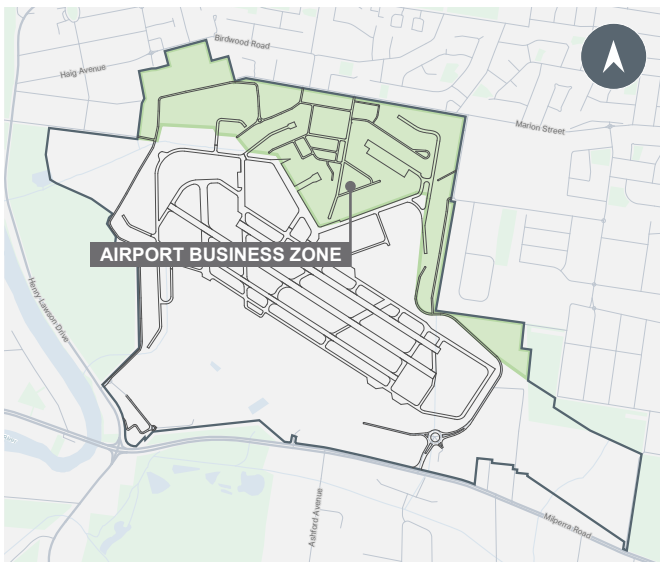 Birdwood Road
Haig Avenue
Marion Street
AIRPORT BUSINESS ZONE
Henry Lawson Drive
Ashford Avenue
Milperra Road